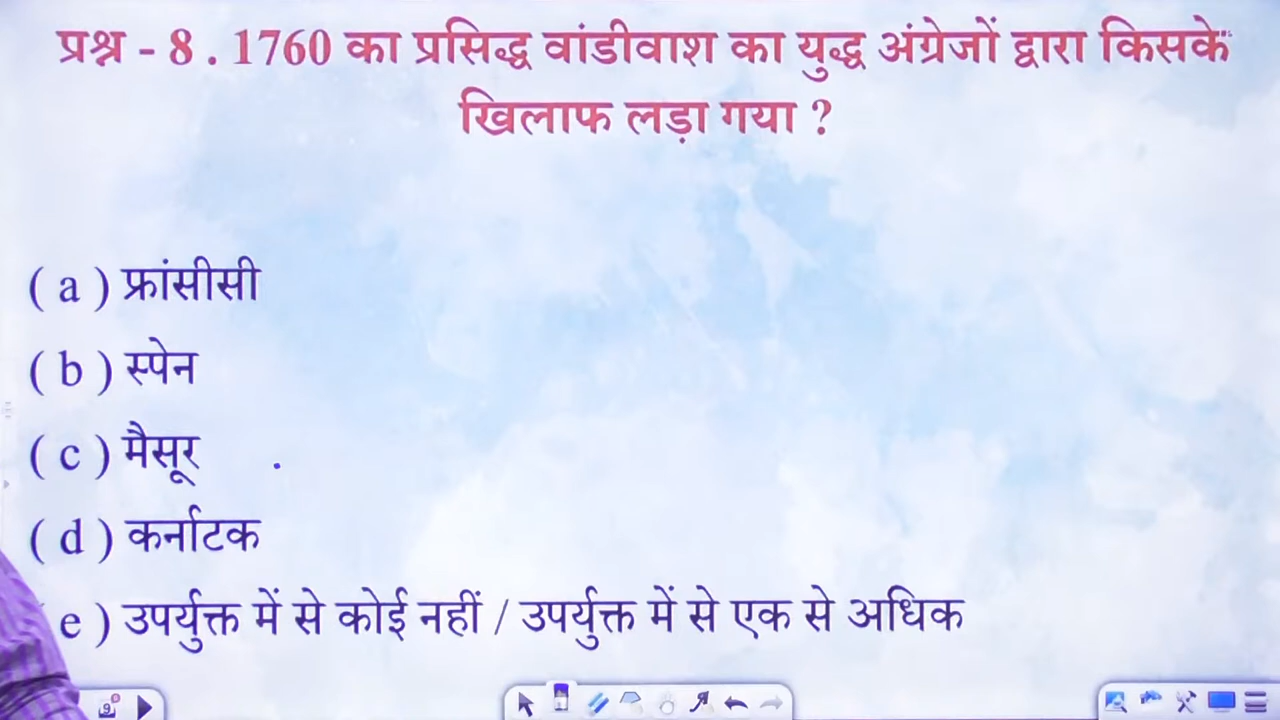 प्रश्न - 8 . 1760 का प्रसिद्ध वांडीवाश का युद्ध अंग्रेजों द्वारा किसके
खिलाफ लड़ा गया ?
( a ) फ्रांसीसी
( b ) स्पेन
( c ) मैसूर
( d ) कर्नाटक
e ) उपर्युक्त में से कोई नहीं / उपर्युक्त में से एक से अधिक